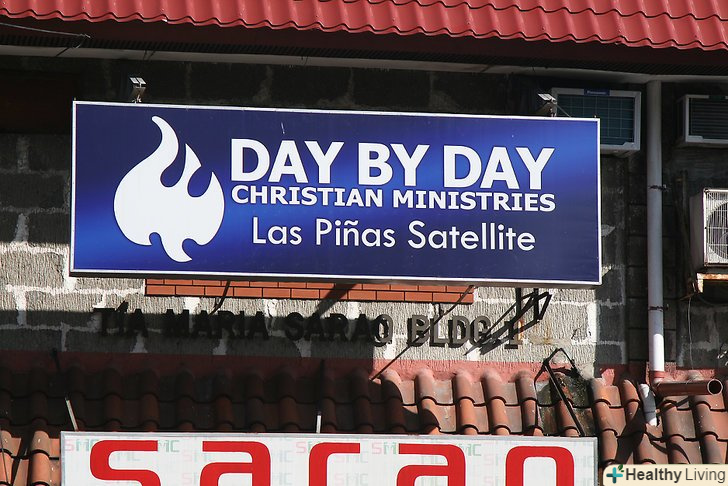 DAY BY DAY
CHRISTIAN MINISTRIES
Las Piñas Satellite
TIA MARIA SARAO BLDG. I
sarao
Healthy Living